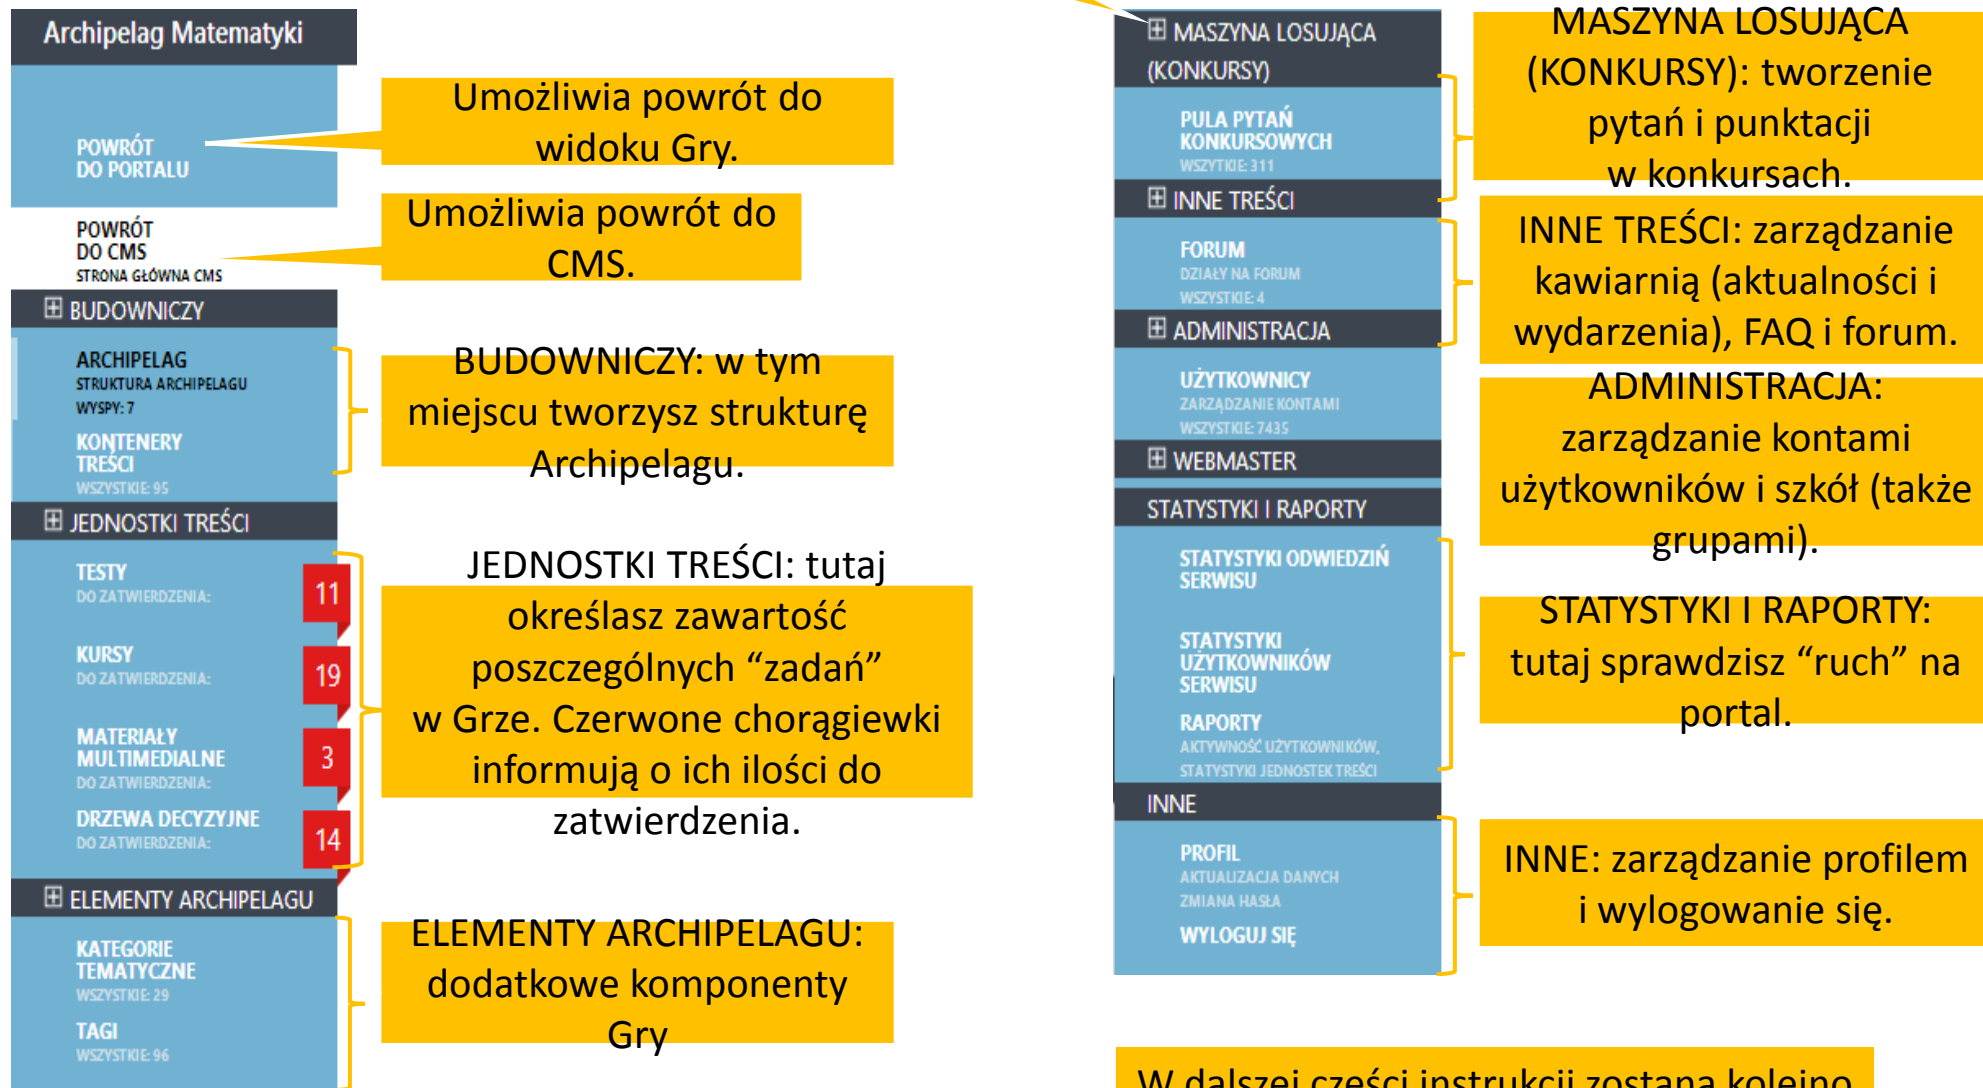 Archipelag Matematyki
POWRÓT
DO PORTALU
Umożliwia powrót do
widoku Gry.
POWRÓT
DO CMS
STRONA GŁÓWNA CMS
Umożliwia powrót do
CMS.
BUDOWNICZY
ARCHIPELAG
STRUKTURA ARCHIPELAGU
WYSPY: 7
KONTENERY
TREŚCI
WSZYSTKIE: 95
BUDOWNICZY: w tym
miejscu tworzysz strukturę
Archipelagu.
JEDNOSTKI TREŚCI
TESTY
DO ZATWIERDZENIA:
11
KURSY
DO ZATWIERDZENIA:
19
MATERIAŁY
MULTIMEDIALNE
DO ZATWIERDZENIA:
3
DRZEWA DECYZYJNE
DO ZATWIERDZENIA:
14
JEDNOSTKI TREŚCI: tutaj
określasz zawartość
poszczególnych “zadań”
w Grze. Czerwone chorągiewki
informują o ich ilości do
zatwierdzenia.
ELEMENTY ARCHIPELAGU
KATEGORIE
TEMATYCZNE
WSZYSTKIE: 29
TAGI
WSZYSTKIE: 96
ELEMENTY ARCHIPELAGU:
dodatkowe komponenty
Gry
MASZYNA LOSUJĄCA
(KONKURSY)
PULA PYTAŃ
KONKURSOWYCH
WSZYTKIE: 311
MASZYNA LOSUJĄCA
(KONKURSY): tworzenie
pytań i punktacji
w konkursach.
INNE TREŚCI
FORUM
DZIAŁY NA FORUM
WSZYSTKIE: 4
INNE TREŚCI: zarządzanie
kawiarnią (aktualności i
wydarzenia), FAQ i forum.
ADMINISTRACJA
UŻYTKOWNICY
ZARZĄDZANIE KONTAMI
WSZYSTKIE: 7435
ADMINISTRACJA:
zarządzanie kontami
użytkowników i szkół (także
grupami).
WEBMASTER
STATYSTYKI I RAPORTY
STATYSTYKI ODWIEDZIŃ
SERWISU
STATYSTYKI
UŻYTKOWNIKÓW
SERWISU
RAPORTY
AKTYWNOŚĆ UŻYTKOWNIKÓW,
STATYSTYKI JEDNOSTEK TREŚCI
STATYSTYKI I RAPORTY:
tutaj sprawdzisz “ruch” na
portal.
INNE
PROFIL
AKTUALIZACJA DANYCH
ZMIANA HASŁA
WYLOGUJ SIĘ
INNE: zarządzanie profilem
i wylogowanie się.
W dalszej części instrukcji zostaną kolejno